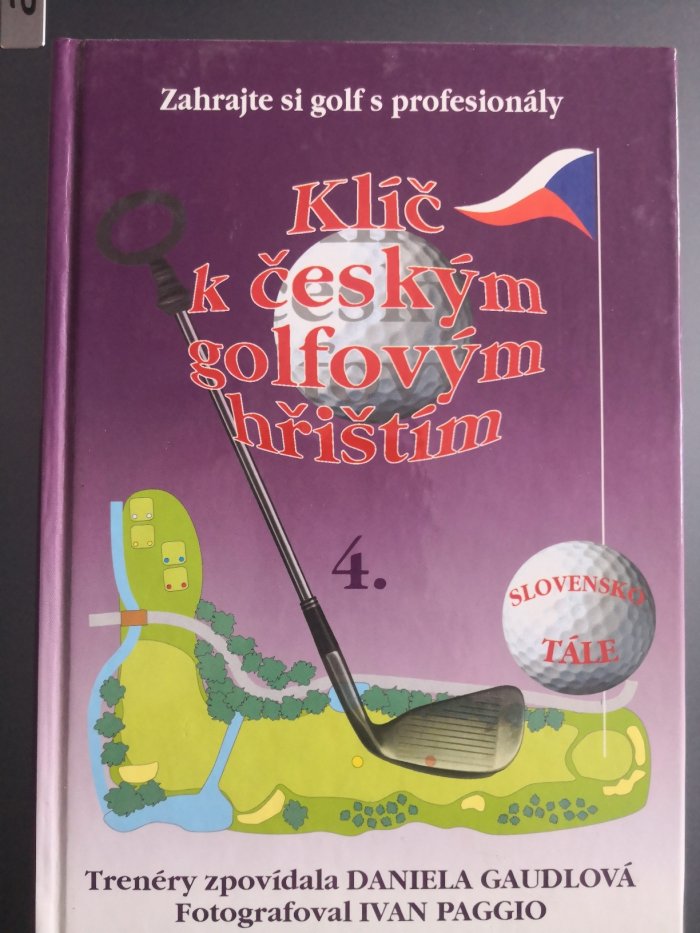 Zahrajte si golf s profesionály
Klíč
k českým
golfovým
hřištím
4.
SLOVENSKO
TÁLE
Trenéry zpovídala DANIELA GAUDLOVÁ
Fotografoval IVAN PAGGIO